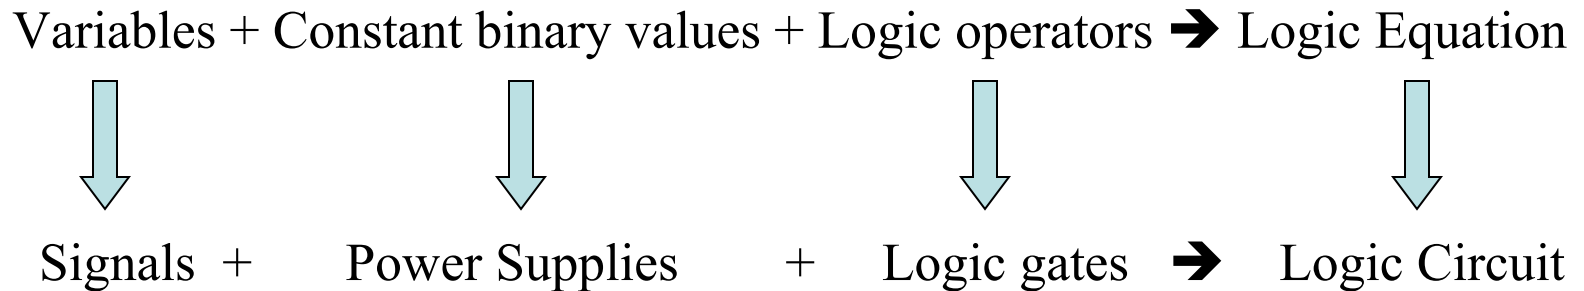 Variables + Constant binary values + Logic operators ➔ Logic Equation
Signals + Power Supplies + Logic gates ➔ Logic Circuit